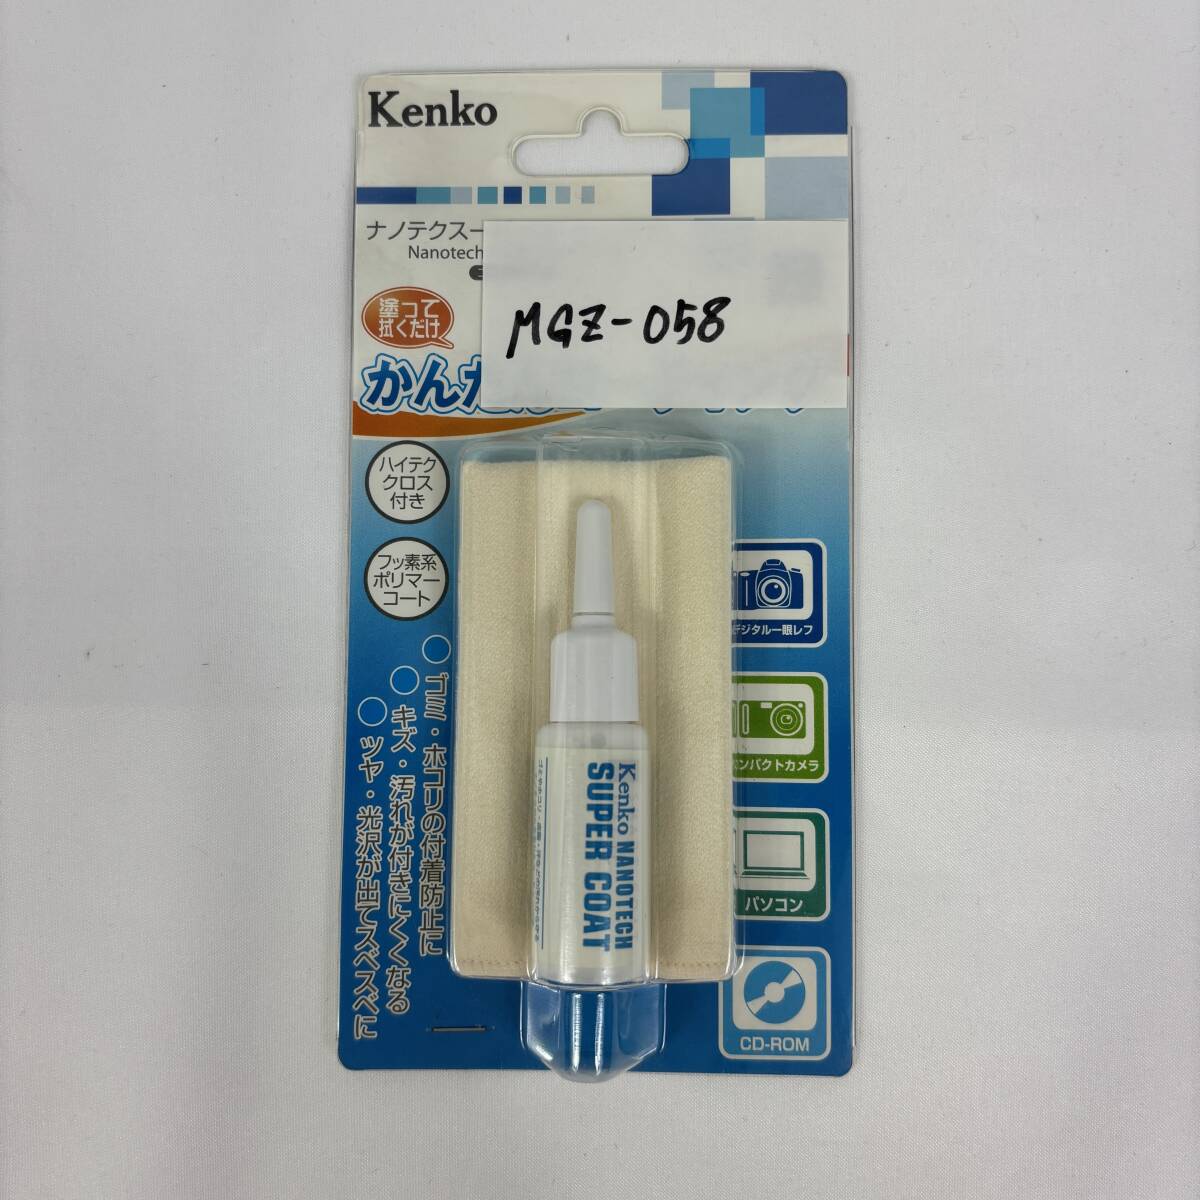 Kenko
ナノテクスー
Nanotech
MGZ-058
塗って
拭くだけ
かんた
ハイテク
クロス
付き
フッ素系
ポリマー
コート
ゴミ・ホコリの付着防止に
キズ・汚れが付きにくくなる
ツヤ・光沢が出てスベスベに
Kenko NANOTECH
SUPER COAT
デジタル一眼レフ
コンパクトカメラ
パソコン
CD-ROM